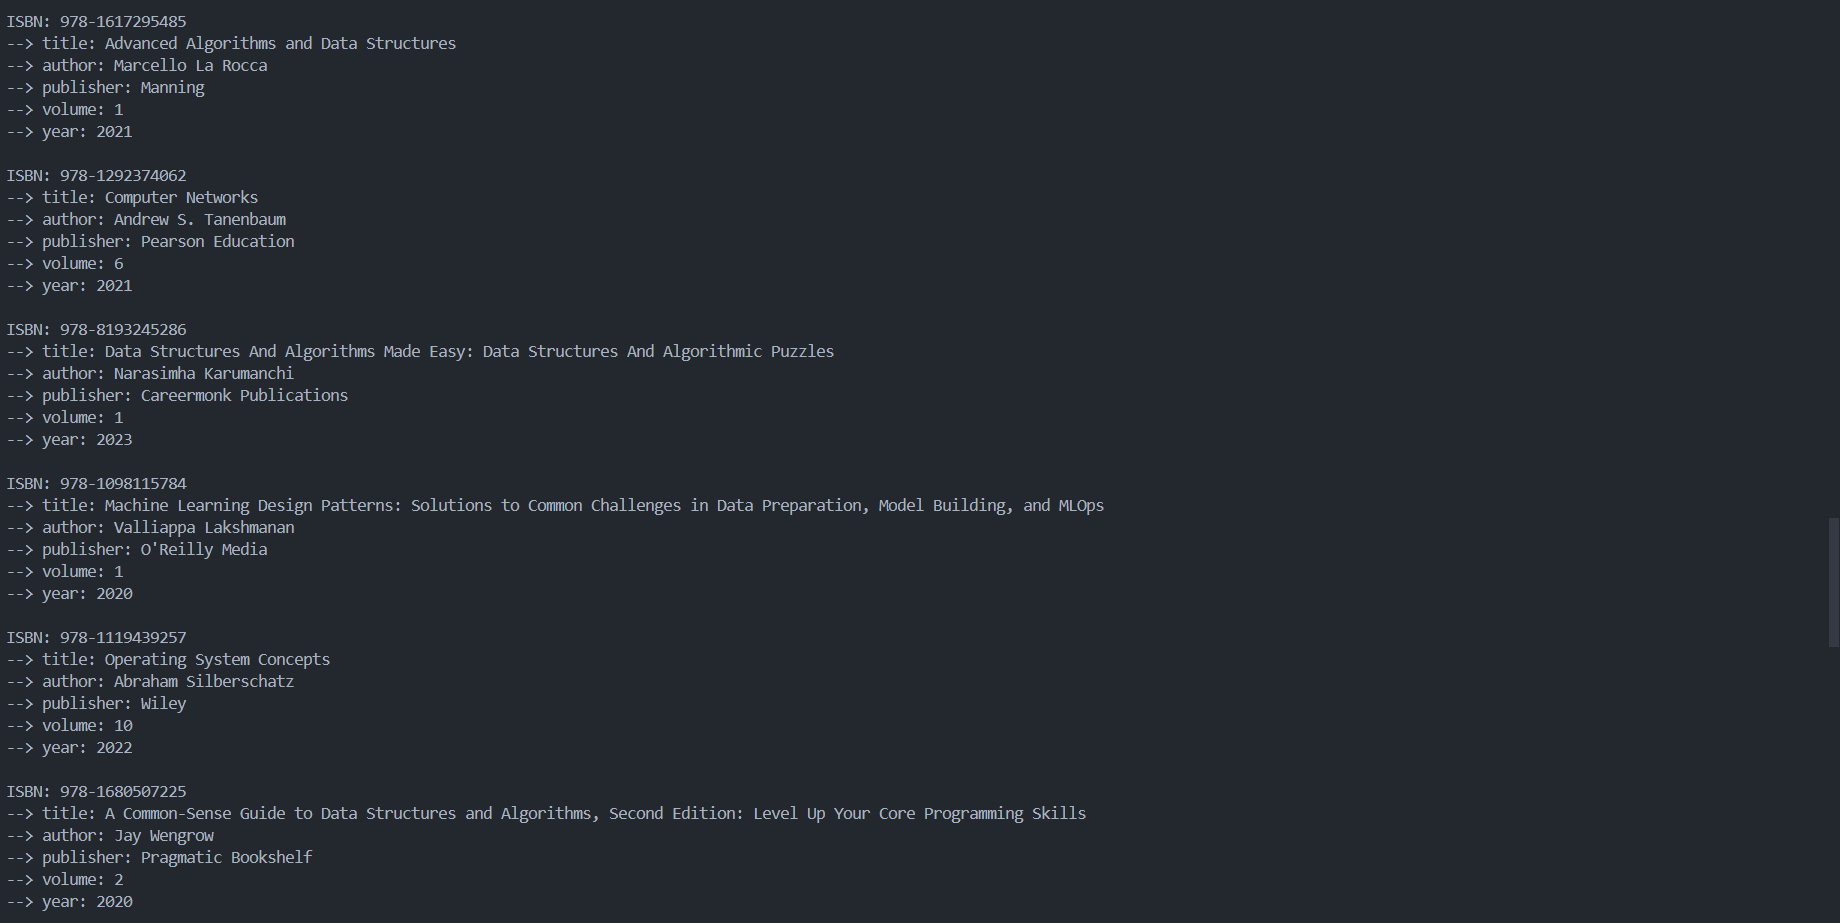 ISBN: 978-1617295485
--> title: Advanced Algorithms and Data Structures
--> author: Marcello La Rocca
--> publisher: Manning
--> volume: 1
--> year: 2021

ISBN: 978-1292374062
--> title: Computer Networks
--> author: Andrew S. Tanenbaum
--> publisher: Pearson Education
--> volume: 6
--> year: 2021

ISBN: 978-8193245286
--> title: Data Structures And Algorithms Made Easy: Data Structures And Algorithmic Puzzles
--> author: Narasimha Karumanchi
--> publisher: Careermonk Publications
--> volume: 1
--> year: 2023

ISBN: 978-1098115784
--> title: Machine Learning Design Patterns: Solutions to Common Challenges in Data Preparation, Model Building, and MLOps
--> author: Valliappa Lakshmanan
--> publisher: O'Reilly Media
--> volume: 1
--> year: 2020

ISBN: 978-1119439257
--> title: Operating System Concepts
--> author: Abraham Silberschatz
--> publisher: Wiley
--> volume: 10
--> year: 2022

ISBN: 978-1680507225
--> title: A Common-Sense Guide to Data Structures and Algorithms, Second Edition: Level Up Your Core Programming Skills
--> author: Jay Wengrow
--> publisher: Pragmatic Bookshelf
--> volume: 2
--> year: 2020